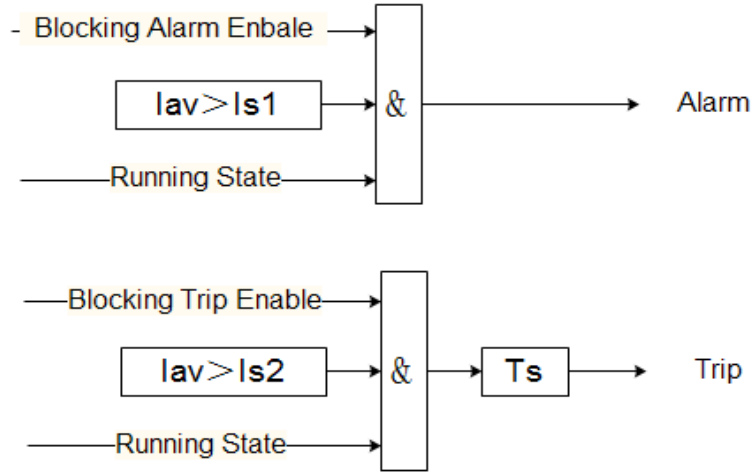 Blocking Alarm Enbale
Iav＞Is1
&
Alarm
Running State
Blocking Trip Enable
Iav＞Is2
&
Ts
Trip
Running State